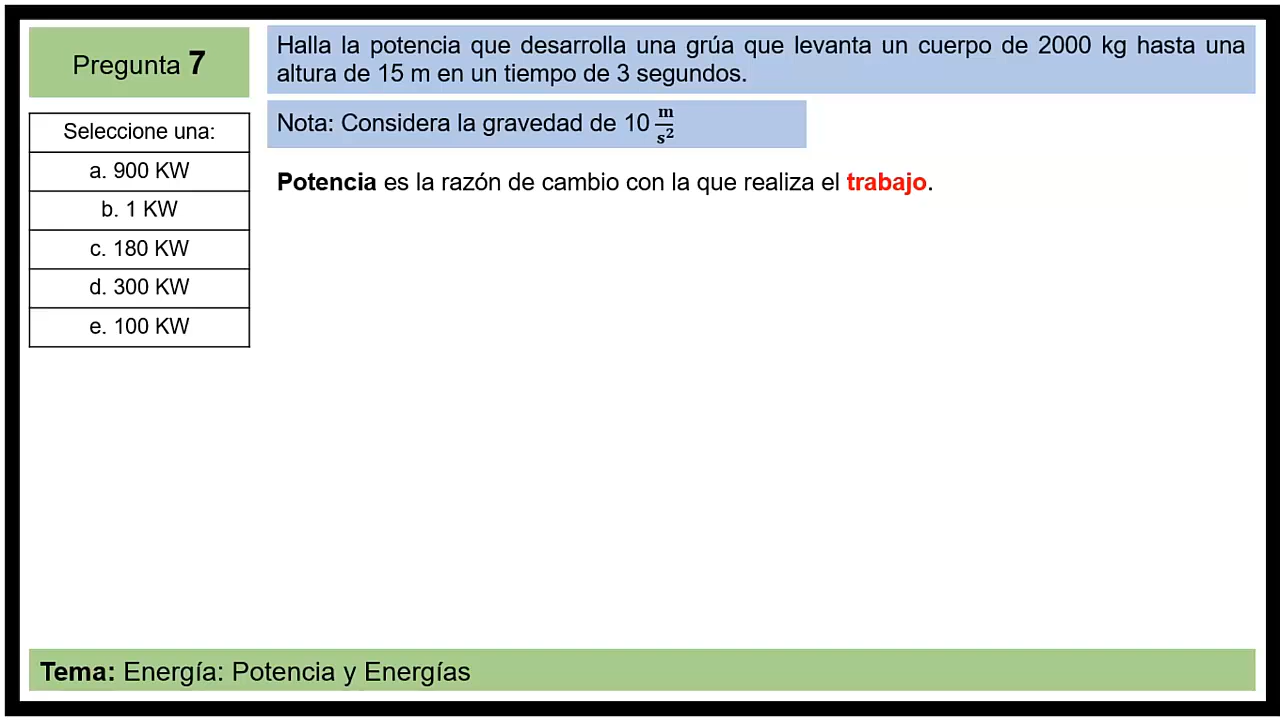 Pregunta 7
Halla la potencia que desarrolla una grúa que levanta un cuerpo de 2000 kg hasta una
altura de 15 m en un tiempo de 3 segundos.
Nota: Considera la gravedad de 10 m/s²
Seleccione una:
a. 900 KW
b. 1 KW
c. 180 KW
d. 300 KW
e. 100 KW
Potencia es la razón de cambio con la que realiza el trabajo.
Tema: Energía: Potencia y Energías